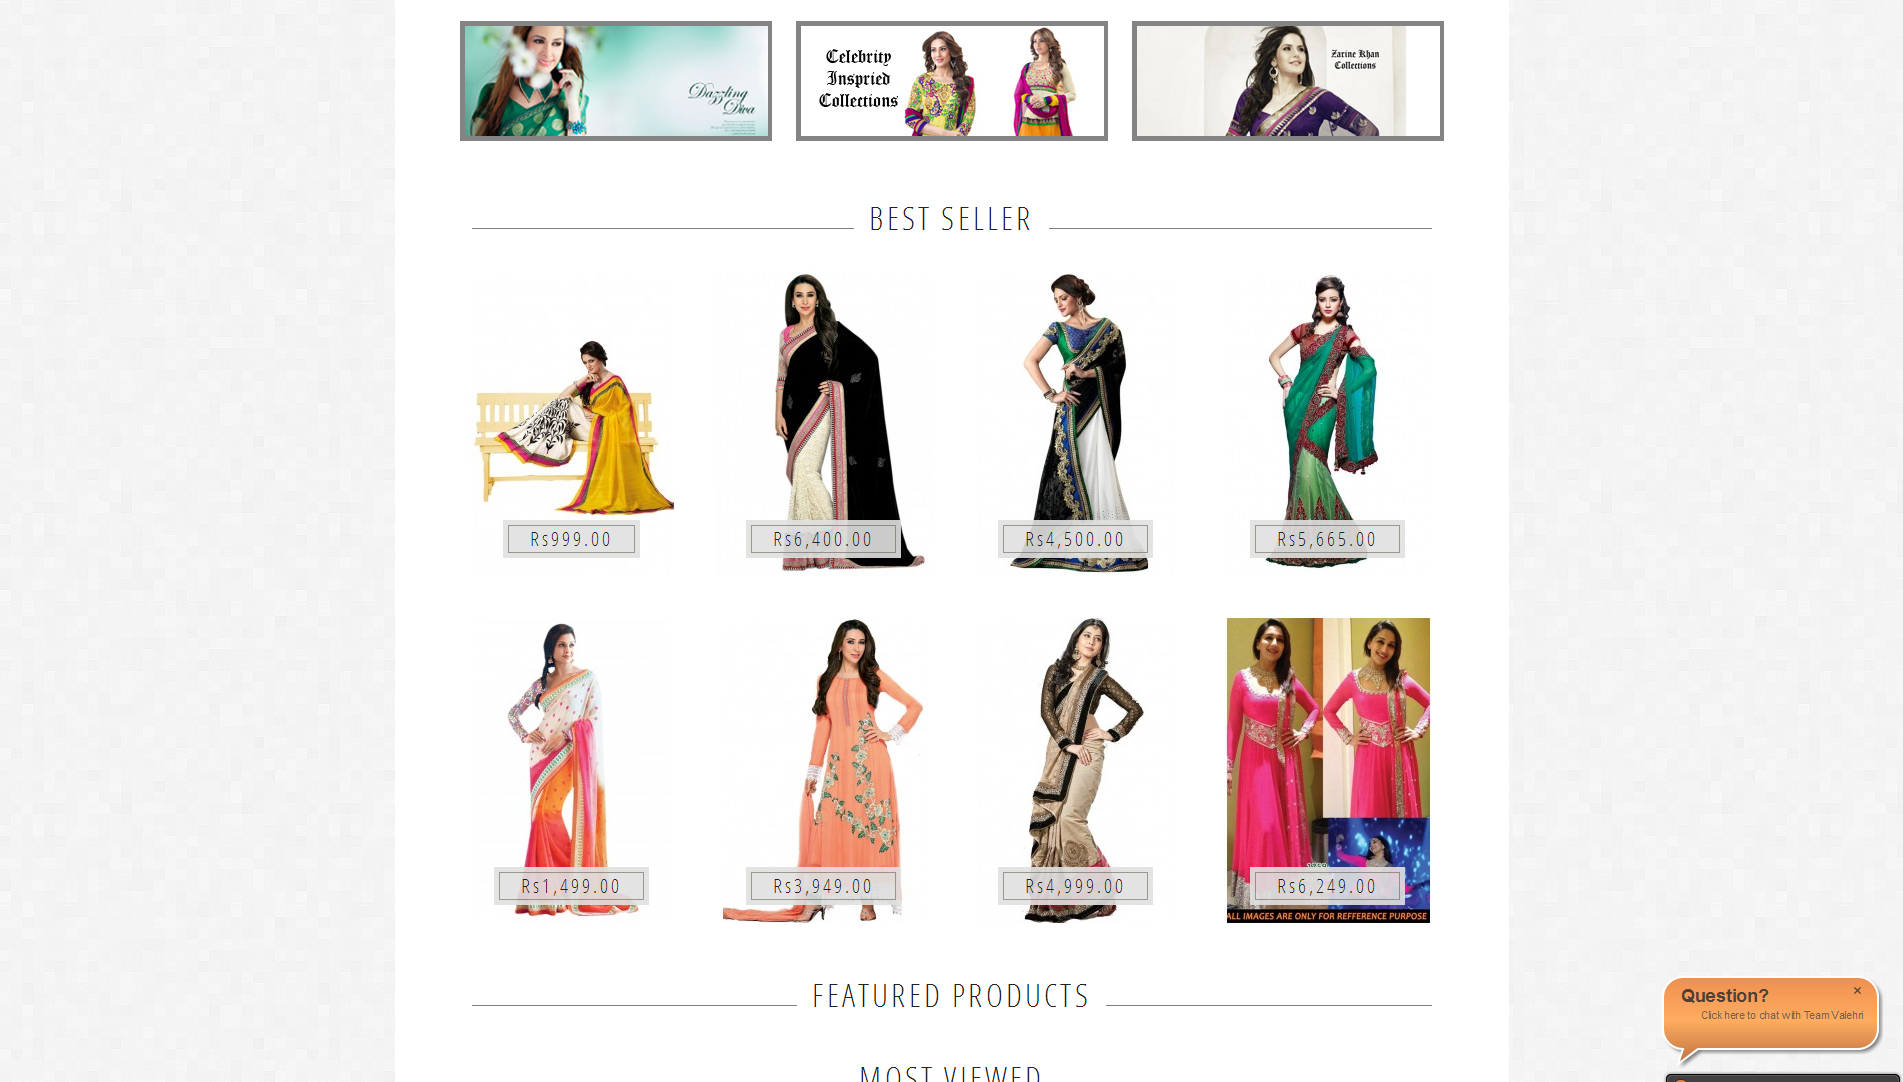 Dazzling
Diva
Celebrity
Inspried
Collections
Zarine Khan
Collections
BEST SELLER
Rs999.00
Rs6,400.00
Rs4,500.00
Rs5,665.00
Rs1,499.00
Rs3,949.00
Rs4,999.00
Rs6,249.00
ALL IMAGES ARE ONLY FOR REFFERENCE PURPOSE
FEATURED PRODUCTS
Question?
Click here to chat with Team Valehri
MOST VIEWED